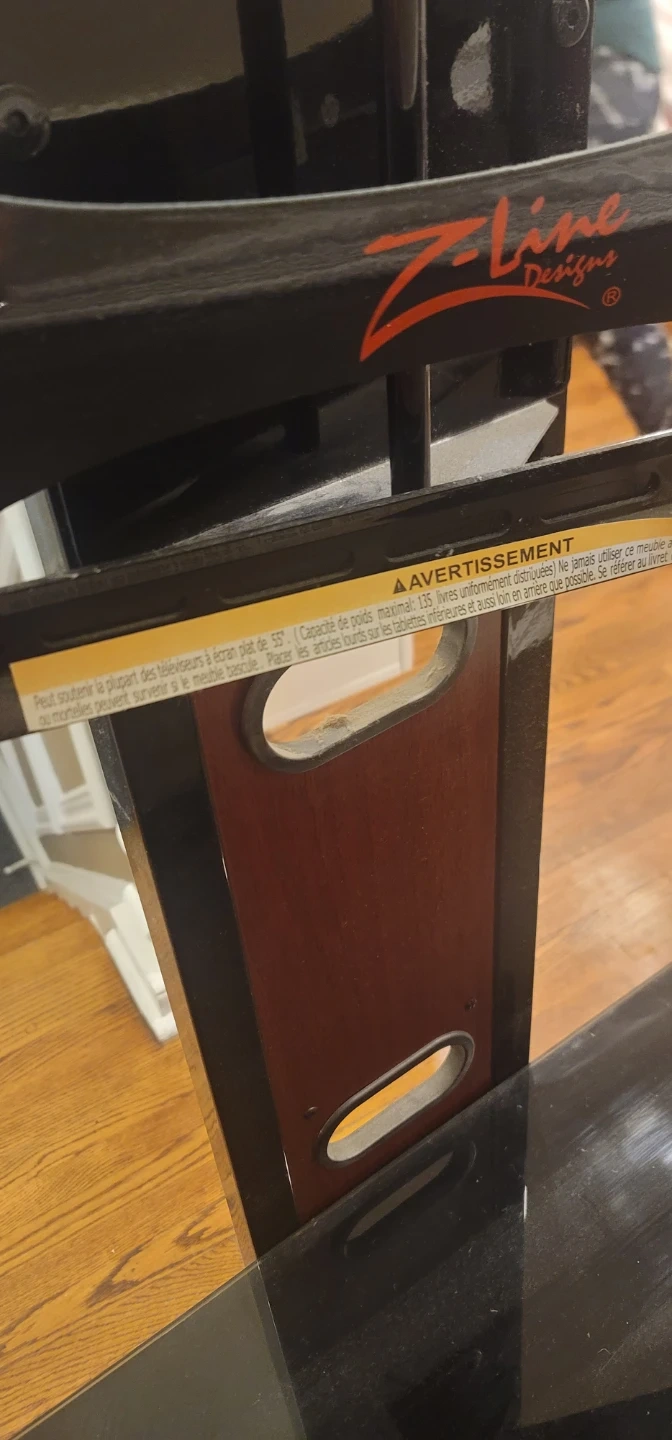 Z-Line
Designs
®
⚠AVERTISSEMENT
Peut soutenir la plupart des téléviseurs à écran plat de 55". ( Capacité de poids maximal: 135 livres uniformément distribuées) Ne jamais utiliser ce meuble a
ou mortelles peuvent survenir si le meuble bascule. Placer les articles lourds sur les tablettes inférieures et aussi loin en arrière que possible. Se référer au livret